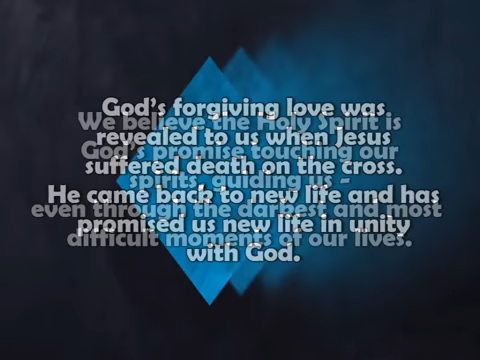 God's forgiving love was
revealed to us when Jesus
suffered death on the cross.
He came back to new life and has
promised us new life in unity
with God.
We believe the Holy Spirit is
God's promise touching our
spirits, guiding us -
even through the darkest and most
difficult moments of our lives.